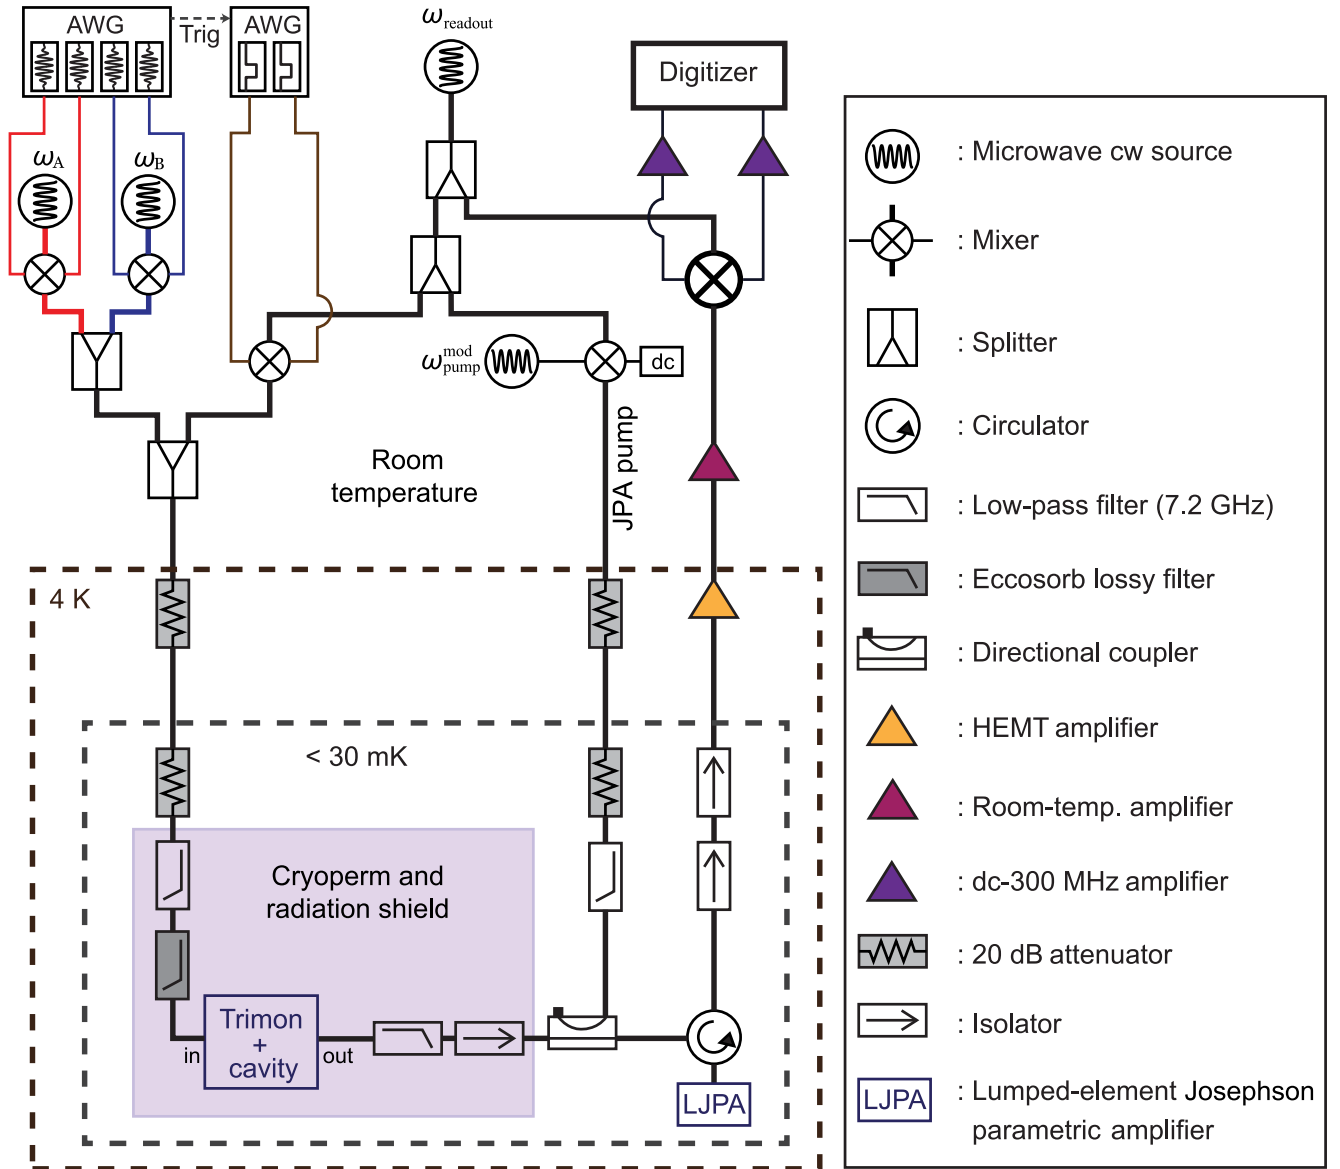 AWG
Trig
AWG
ω_readout
Digitizer
ω_A
ω_B
ω_pump^mod
dc
JPA pump
Room
temperature
4 K
< 30 mK
Cryoperm and
radiation shield
Trimon
+
cavity
in
out
LJPA
: Microwave cw source
: Mixer
: Splitter
: Circulator
: Low-pass filter (7.2 GHz)
: Eccosorb lossy filter
: Directional coupler
: HEMT amplifier
: Room-temp. amplifier
: dc-300 MHz amplifier
: 20 dB attenuator
: Isolator
LJPA
: Lumped-element Josephson
parametric amplifier